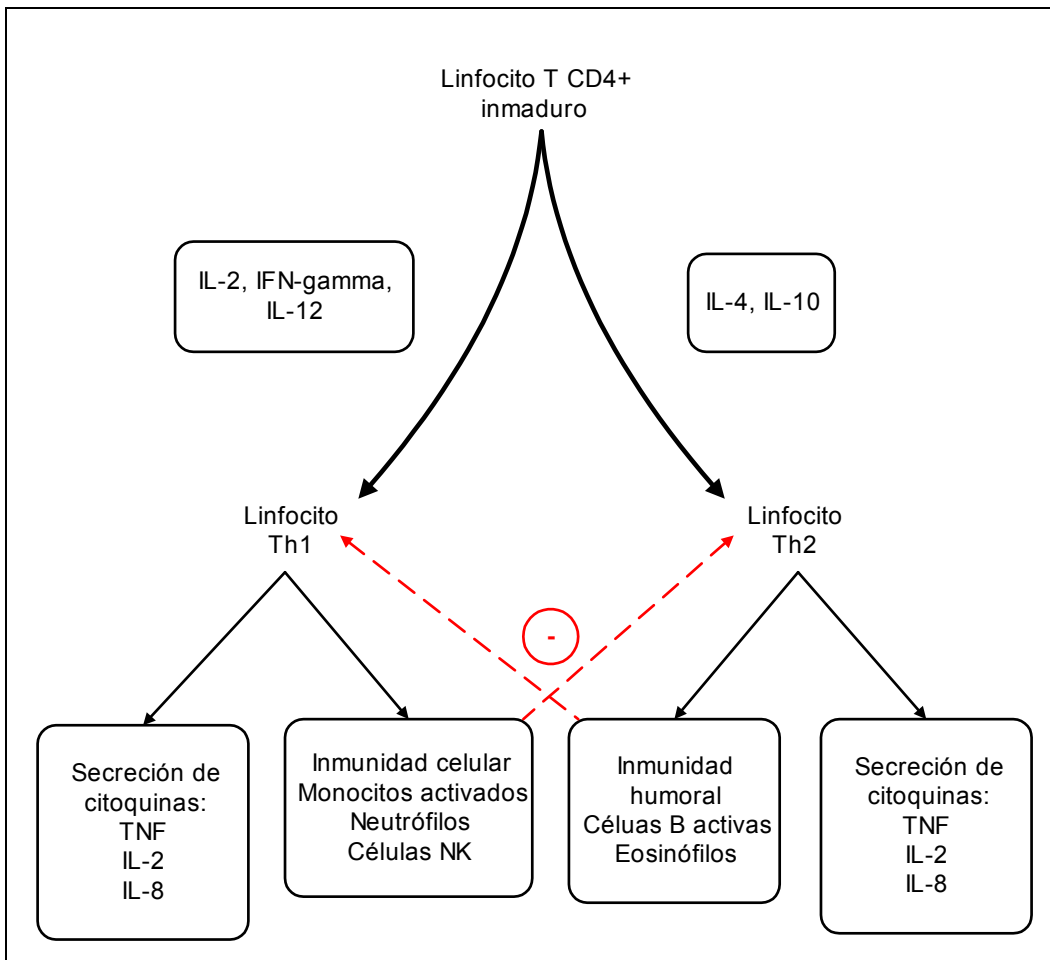 Linfocito T CD4+
inmaduro
IL-2, IFN-gamma,
IL-12
IL-4, IL-10
Linfocito
Th1
Linfocito
Th2
-
Secreción de
citoquinas:
TNF
IL-2
IL-8
Inmunidad celular
Monocitos activados
Neutrófilos
Células NK
Inmunidad
humoral
Céluas B activas
Eosinófilos
Secreción de
citoquinas:
TNF
IL-2
IL-8